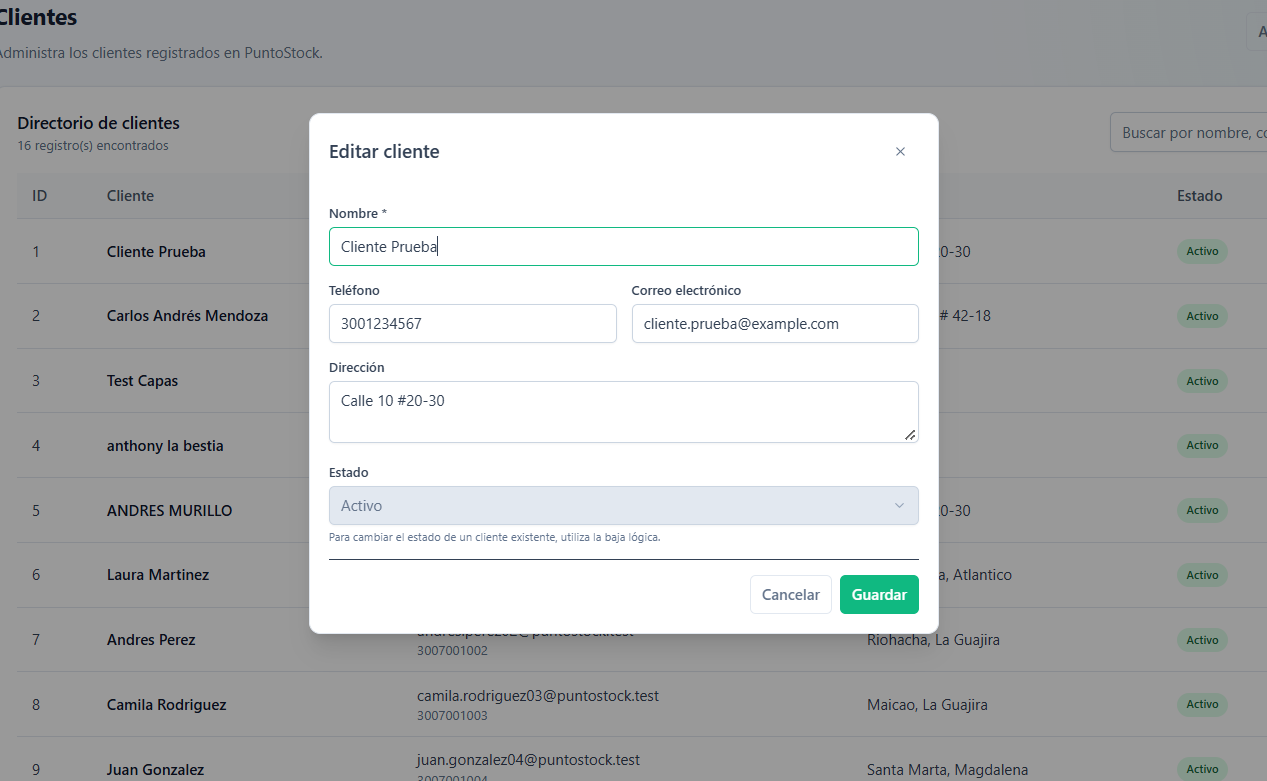 Clientes
Administra los clientes registrados en PuntoStock.
Directorio de clientes
16 registro(s) encontrados
Buscar por nombre,
ID Cliente Estado
1 Cliente Prueba 0-30 Activo
2 Carlos Andrés Mendoza # 42-18 Activo
3 Test Capas Activo
4 anthony la bestia Activo
5 ANDRES MURILLO 0-30 Activo
6 Laura Martinez a, Atlantico Activo
7 Andres Perez Riohacha, La Guajira Activo
3007001002
8 Camila Rodriguez camila.rodriguez03@puntostock.test Maicao, La Guajira Activo
3007001003
9 Juan Gonzalez juan.gonzalez04@puntostock.test Santa Marta, Magdalena Activo
Editar cliente
Nombre *
Cliente Prueba
Teléfono Correo electrónico
3001234567 cliente.prueba@example.com
Dirección
Calle 10 #20-30
Estado
Activo
Para cambiar el estado de un cliente existente, utiliza la baja lógica.
Cancelar Guardar